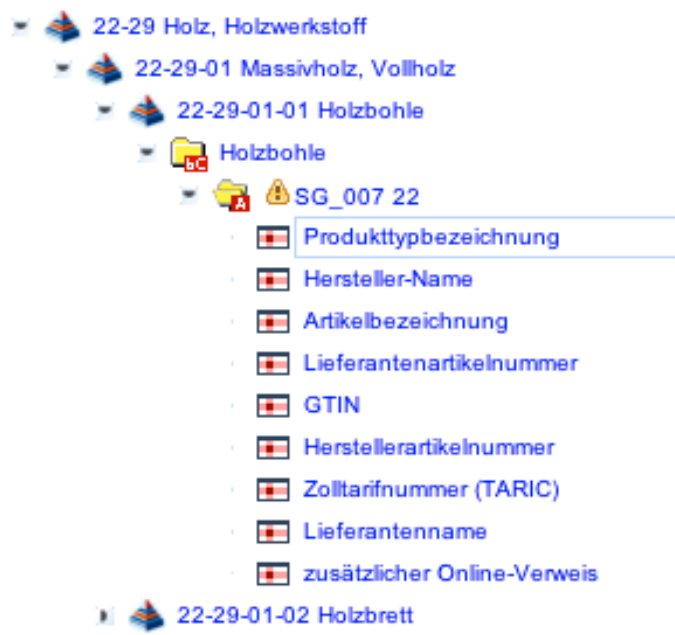 22-29 Holz, Holzwerkstoff
22-29-01 Massivholz, Vollholz
22-29-01-01 Holzbohle
bC Holzbohle
A SG_007 22
Produkttypbezeichnung
Hersteller-Name
Artikelbezeichnung
Lieferantenartikelnummer
GTIN
Herstellerartikelnummer
Zolltarifnummer (TARIC)
Lieferantenname
zusätzlicher Online-Verweis
22-29-01-02 Holzbrett